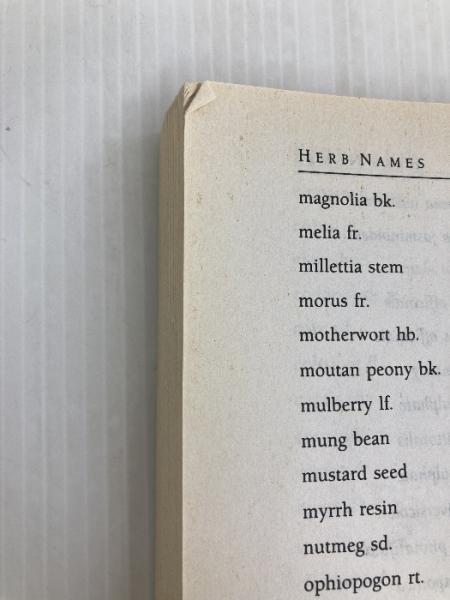 HERB NAMES
magnolia bk.
melia fr.
millettia stem
morus fr.
motherwort hb.
moutan peony bk.
mulberry lf.
mung bean
mustard seed
myrrh resin
nutmeg sd.
ophiopogon rt.